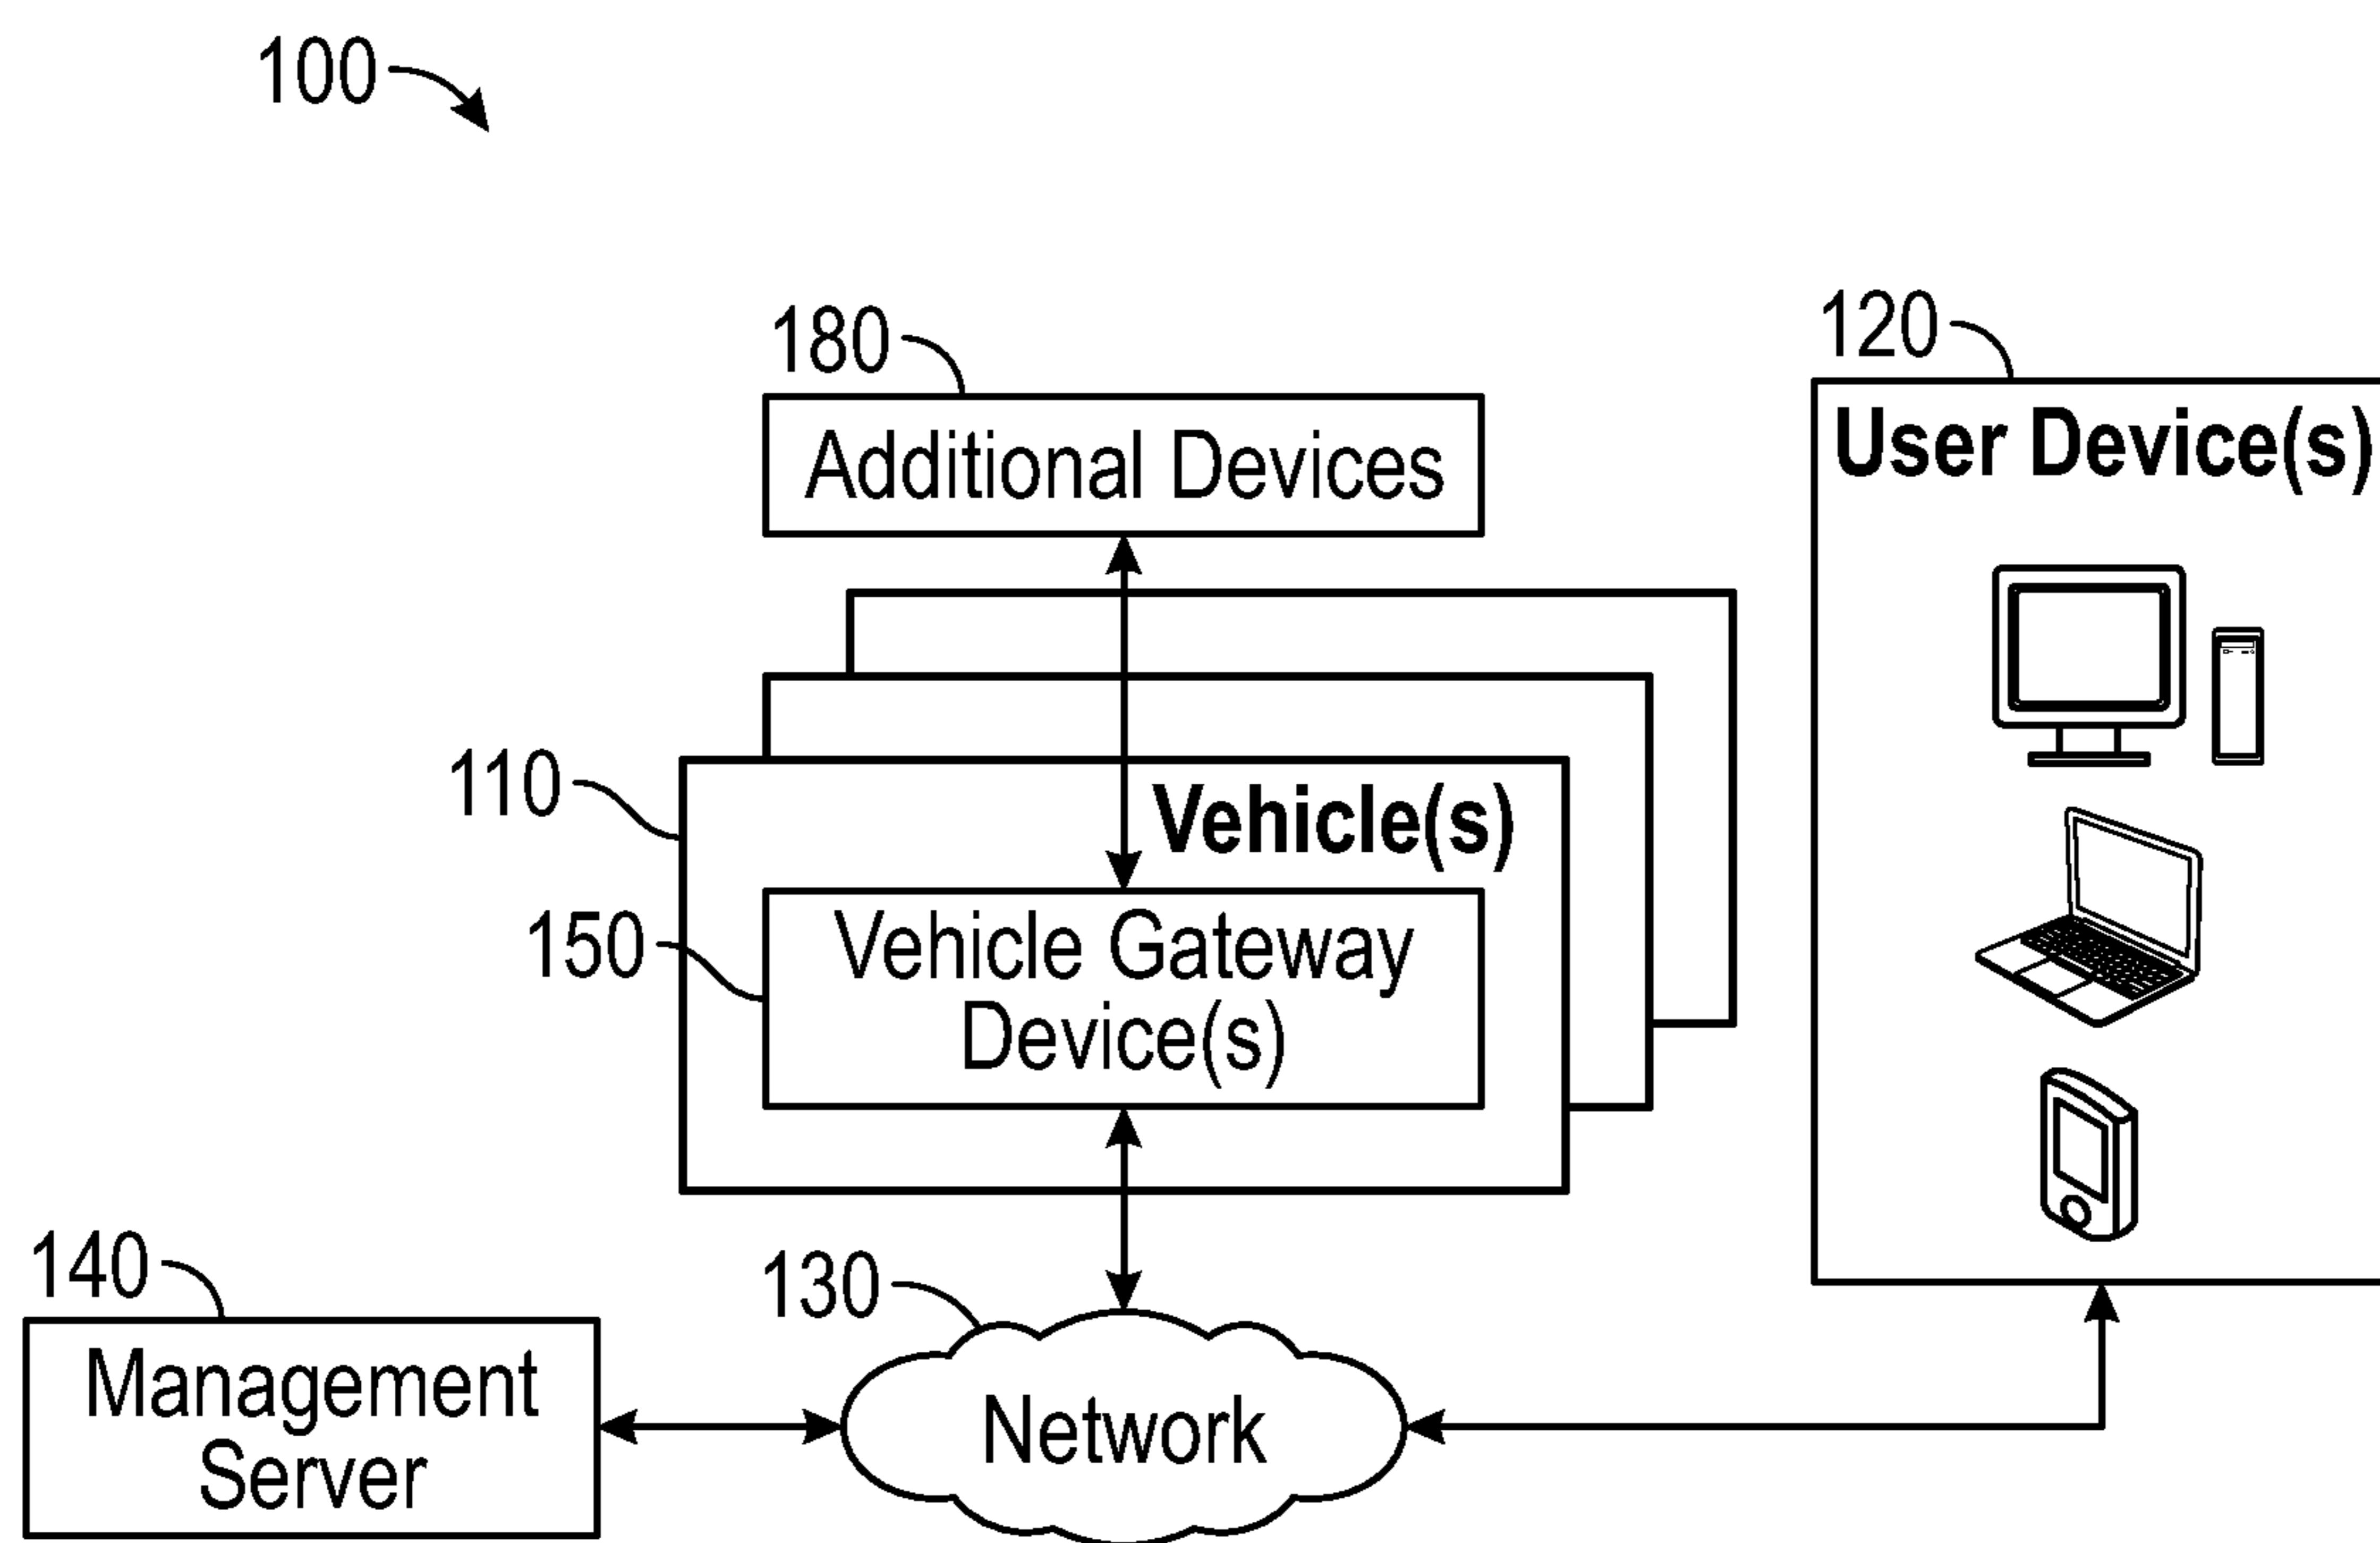 100
180
Additional Devices
120
User Device(s)
110
Vehicle(s)
150
Vehicle Gateway
Device(s)
140
Management
Server
130
Network